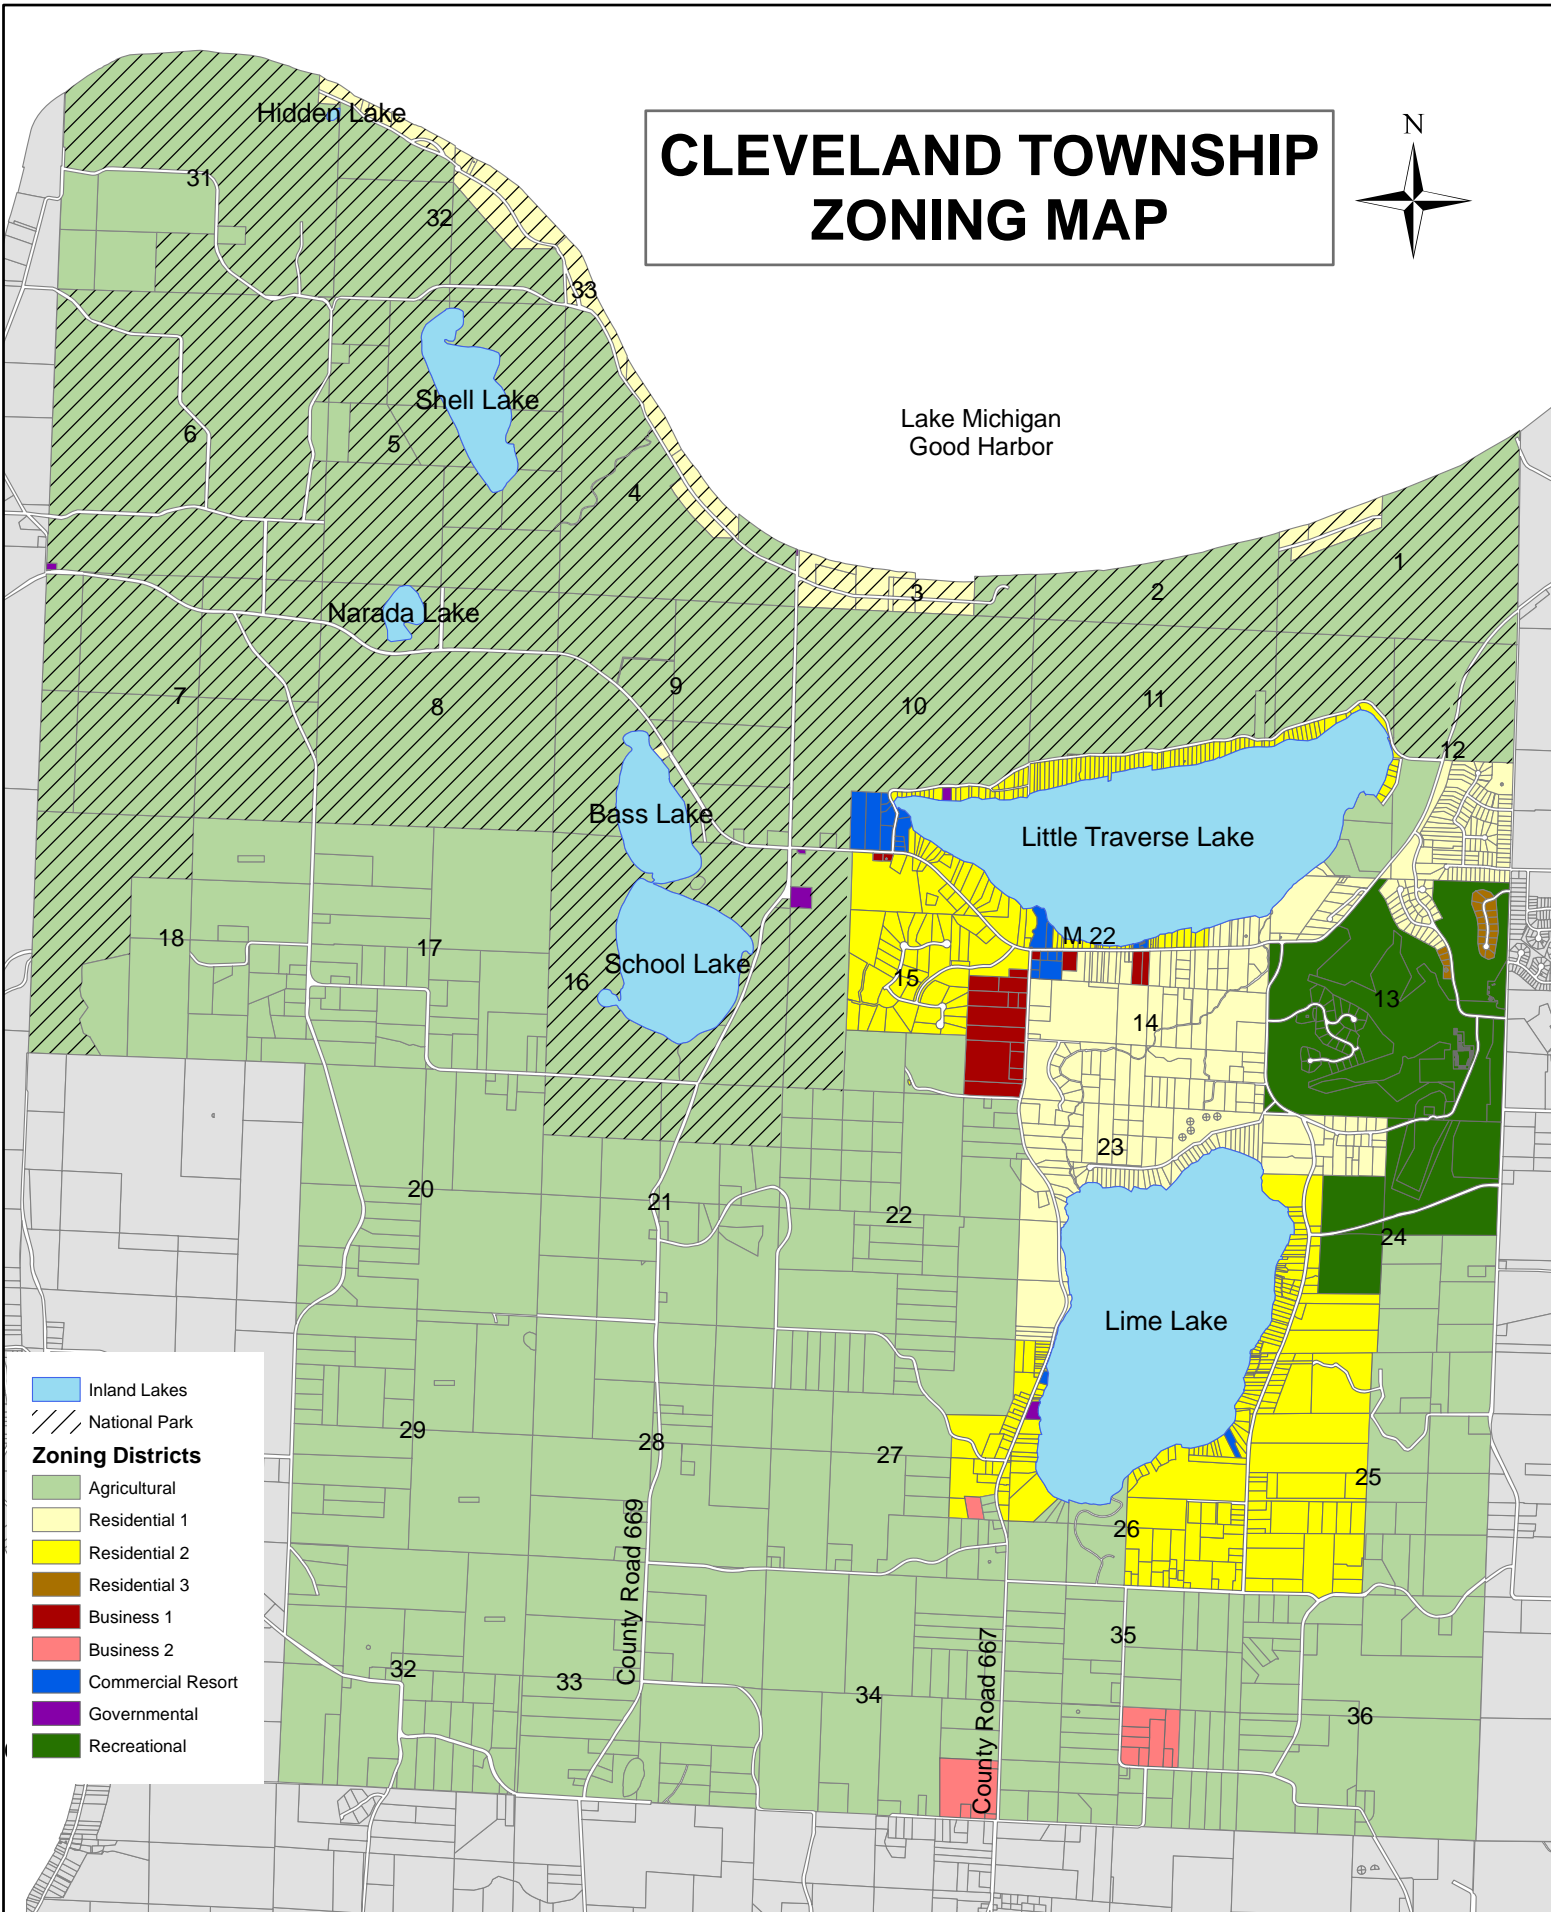 CLEVELAND TOWNSHIP
ZONING MAP
N
Hidden Lake
31
32
33
Shell Lake
Lake Michigan
Good Harbor
6
5
4
1
2
3
Narada Lake
7
8
9
10
11
12
Bass Lake
Little Traverse Lake
18
17
16
School Lake
M 22
15
14
13
20
21
22
23
24
Lime Lake
29
28
27
26
25
County Road 669
County Road 667
32
33
34
35
36
Inland Lakes
National Park
Zoning Districts
Agricultural
Residential 1
Residential 2
Residential 3
Business 1
Business 2
Commercial Resort
Governmental
Recreational